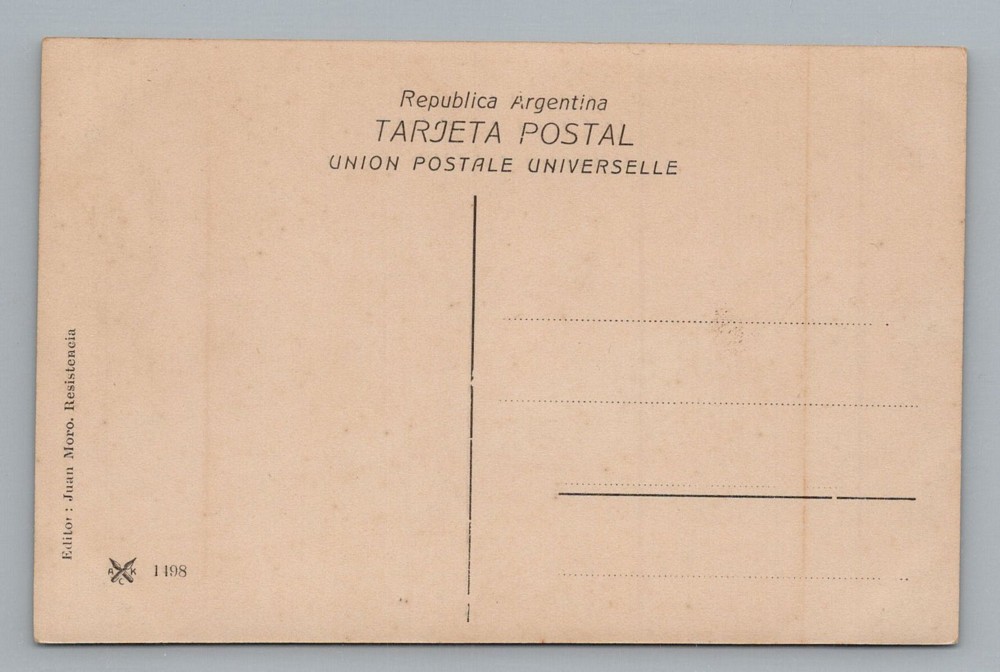 Republica Argentina
TARJETA POSTAL
UNION POSTALE UNIVERSELLE
Editor: Juan Moro. Resistencia
A C K
1498